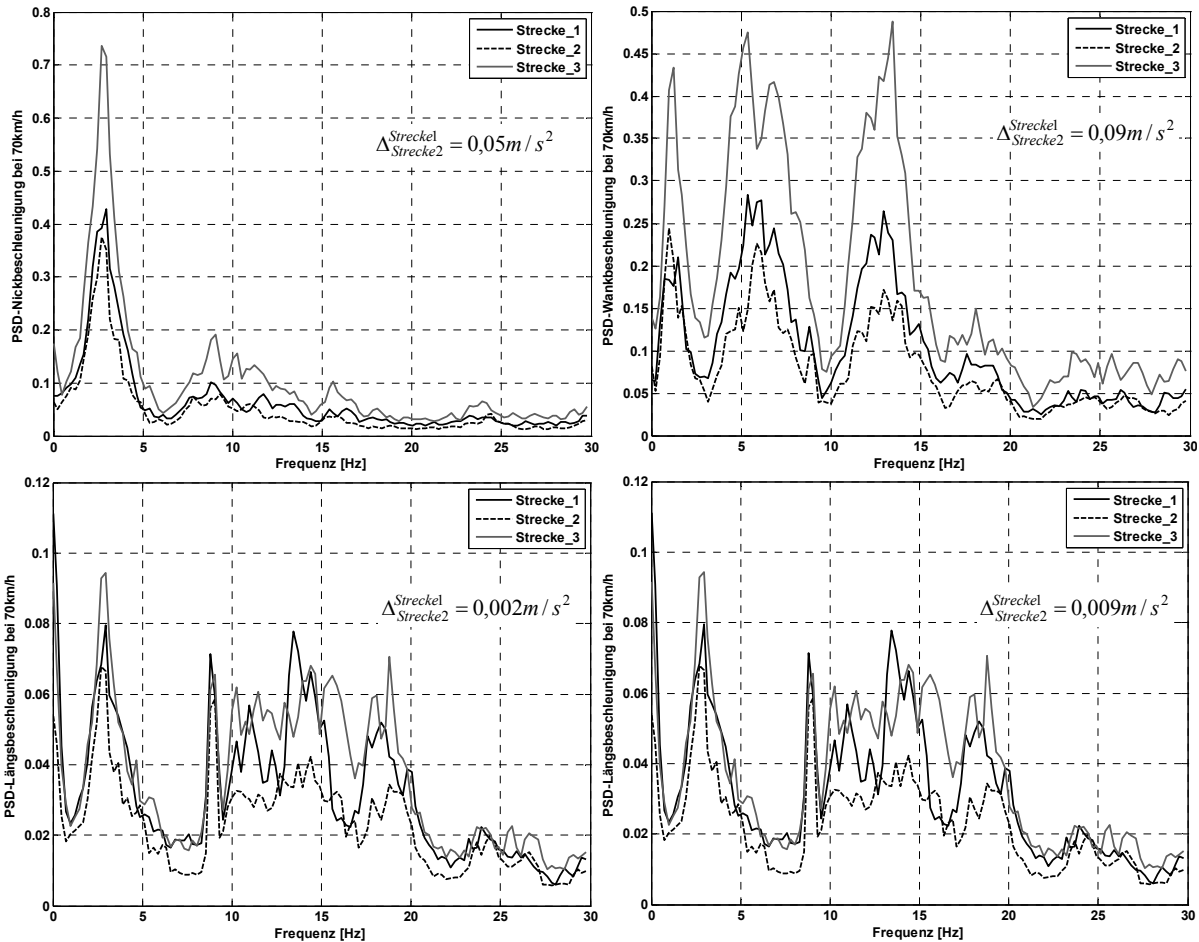 PSD-Nickbeschleunigung bei 70km/h
0.8
0.7
0.6
0.5
0.4
0.3
0.2
0.1
0
Strecke_1
Strecke_2
Strecke_3
Δ Strecke1 Strecke2 = 0,05m/s²
0 5 10 15 20 25 30
Frequenz [Hz]
PSD-Wankbeschleunigung bei 70km/h
0.5
0.45
0.4
0.35
0.3
0.25
0.2
0.15
0.1
0.05
0
Strecke_1
Strecke_2
Strecke_3
Δ Strecke1 Strecke2 = 0,09m/s²
0 5 10 15 20 25 30
Frequenz [Hz]
PSD-Längsbeschleunigung bei 70km/h
0.12
0.1
0.08
0.06
0.04
0.02
0
Strecke_1
Strecke_2
Strecke_3
Δ Strecke1 Strecke2 = 0,002m/s²
0 5 10 15 20 25 30
Frequenz [Hz]
PSD-Längsbeschleunigung bei 70km/h
0.12
0.1
0.08
0.06
0.04
0.02
0
Strecke_1
Strecke_2
Strecke_3
Δ Strecke1 Strecke2 = 0,009m/s²
0 5 10 15 20 25 30
Frequenz [Hz]